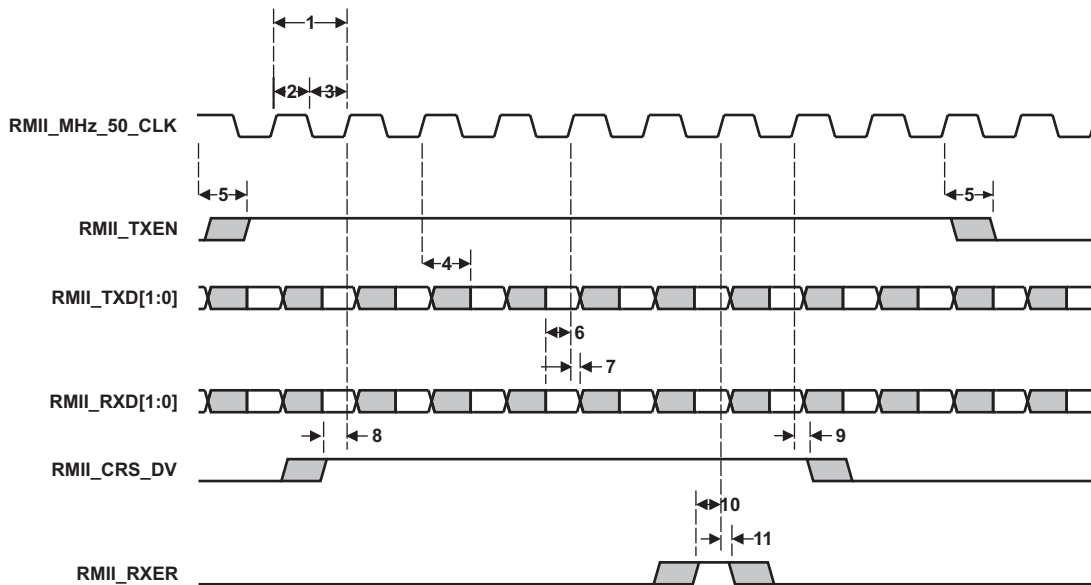 1
2 3
RMII_MHz_50_CLK
5 5
RMII_TXEN
4
RMII_TXD[1:0]
6
7
RMII_RXD[1:0]
8 9
RMII_CRS_DV
10
11
RMII_RXER